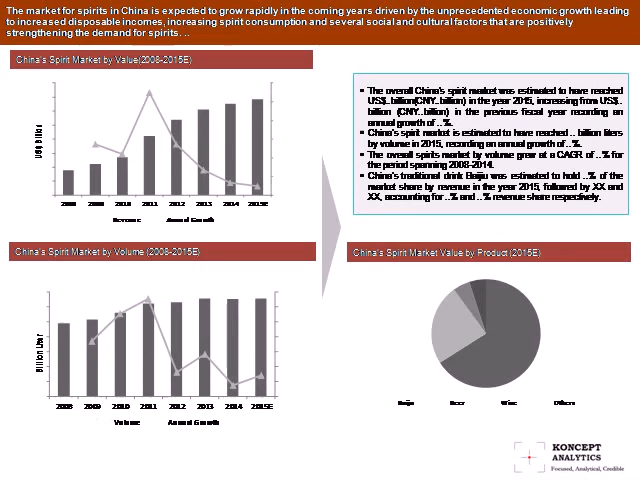 The market for spirits in China is expected to grow rapidly in the coming years driven by the unprecedented economic growth leading
to increased disposable incomes, increasing spirit consumption and several social and cultural factors that are positively
strengthening the demand for spirits. ..
China's Spirit Market by Value(2008-2015E)
US$ Billion
2008 2009 2010 2011 2012 2013 2014 2015E
Revenue Annual Growth
• The overall China's spirit market was estimated to have reached
US$..billion(CNY..billion) in the year 2015, increasing from US$..
billion (CNY..billion) in the previous fiscal year recording an
annual growth of ..%.
• China's spirit market is estimated to have reached .. billion liters
by volume in 2015, recording an annual growth of ..%.
• The overall spirits market by volume grew at a CAGR of ..% for
the period spanning 2008-2014.
• China's traditional drink Baijiu was estimated to hold ..% of the
market share by revenue in the year 2015, followed by XX and
XX, accounting for ..% and ..% revenue share respectively.
China's Spirit Market by Volume (2008-2015E)
Billion Liter
2008 2009 2010 2011 2012 2013 2014 2015E
Volume Annual Growth
China's Spirit Market Value by Product (2015E)
Baijiu Beer Wine Others
KONCEPT
ANALYTICS
Focused, Analytical, Credible